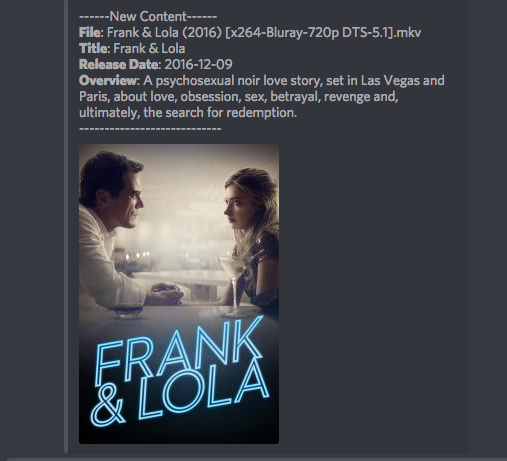 ------New Content------
File: Frank & Lola (2016) [x264-Bluray-720p DTS-5.1].mkv
Title: Frank & Lola
Release Date: 2016-12-09
Overview: A psychosexual noir love story, set in Las Vegas and
Paris, about love, obsession, sex, betrayal, revenge and,
ultimately, the search for redemption.
----------------------------
FRANK
& LOLA